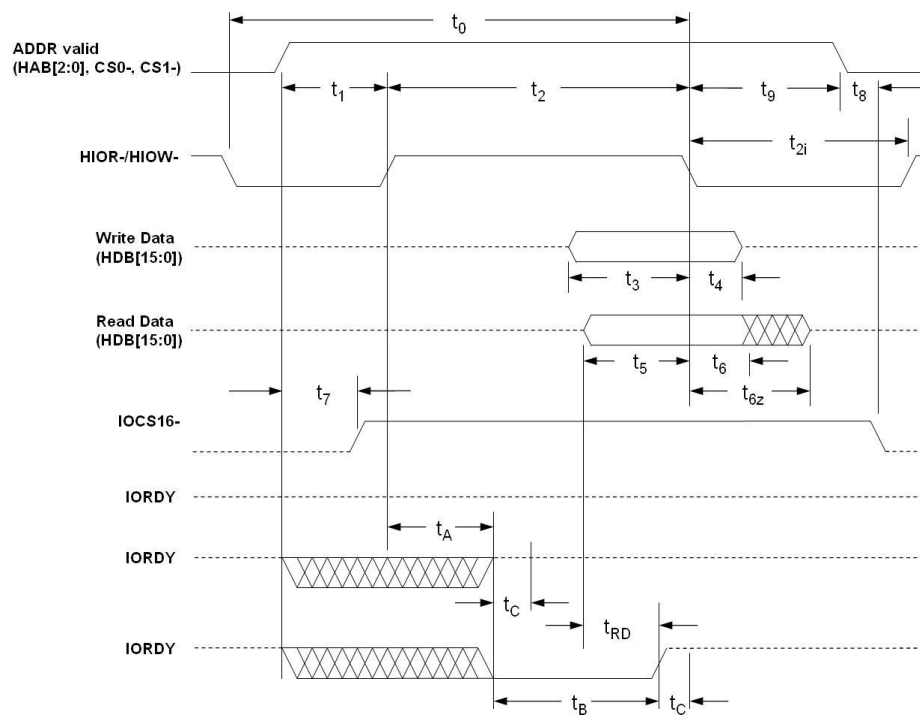 t0
ADDR valid
(HAB[2:0], CS0-, CS1-)
t1
t2
t9
t8
t2i
HIOR-/HIOW-
Write Data
(HDB[15:0])
t3
t4
Read Data
(HDB[15:0])
t5
t6
t7
t6z
IOCS16-
IORDY
tA
IORDY
tC
tRD
IORDY
tB
tC